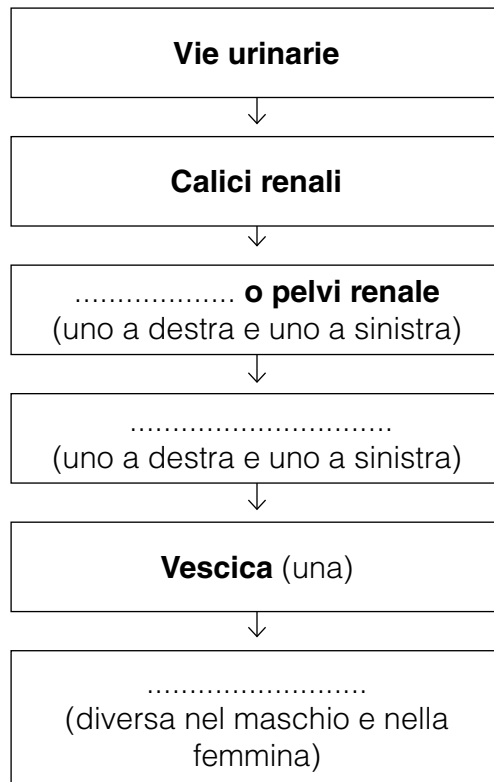 Vie urinarie
Calici renali
................... o pelvi renale
(uno a destra e uno a sinistra)
...............................
(uno a destra e uno a sinistra)
Vescica (una)
..........................
(diversa nel maschio e nella
femmina)